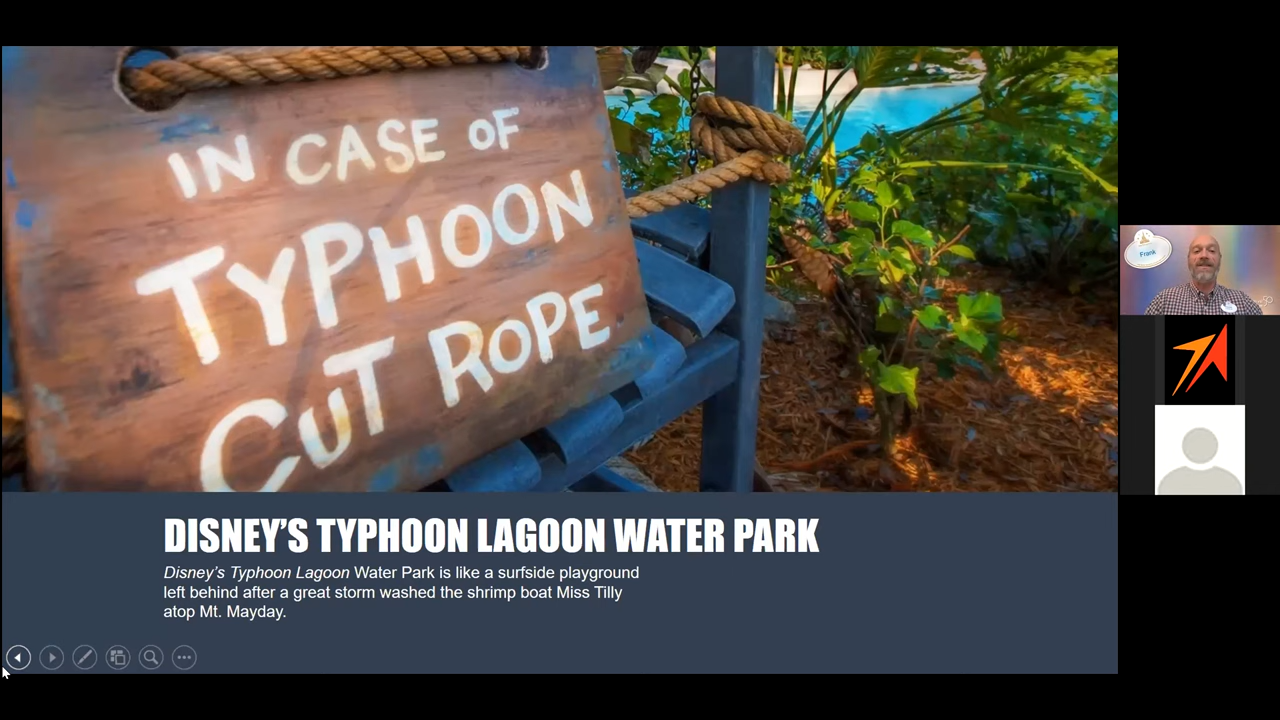 IN CASE OF
TYPHOON
CUT ROPE
DISNEY'S TYPHOON LAGOON WATER PARK
Disney's Typhoon Lagoon Water Park is like a surfside playground
left behind after a great storm washed the shrimp boat Miss Tilly
atop Mt. Mayday.
Frank